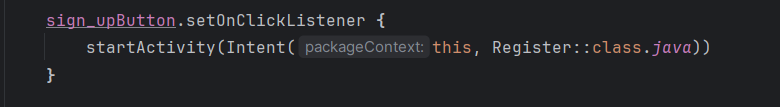 sign_upButton.setOnClickListener {
startActivity(Intent( packageContext: this, Register::class.java))
}